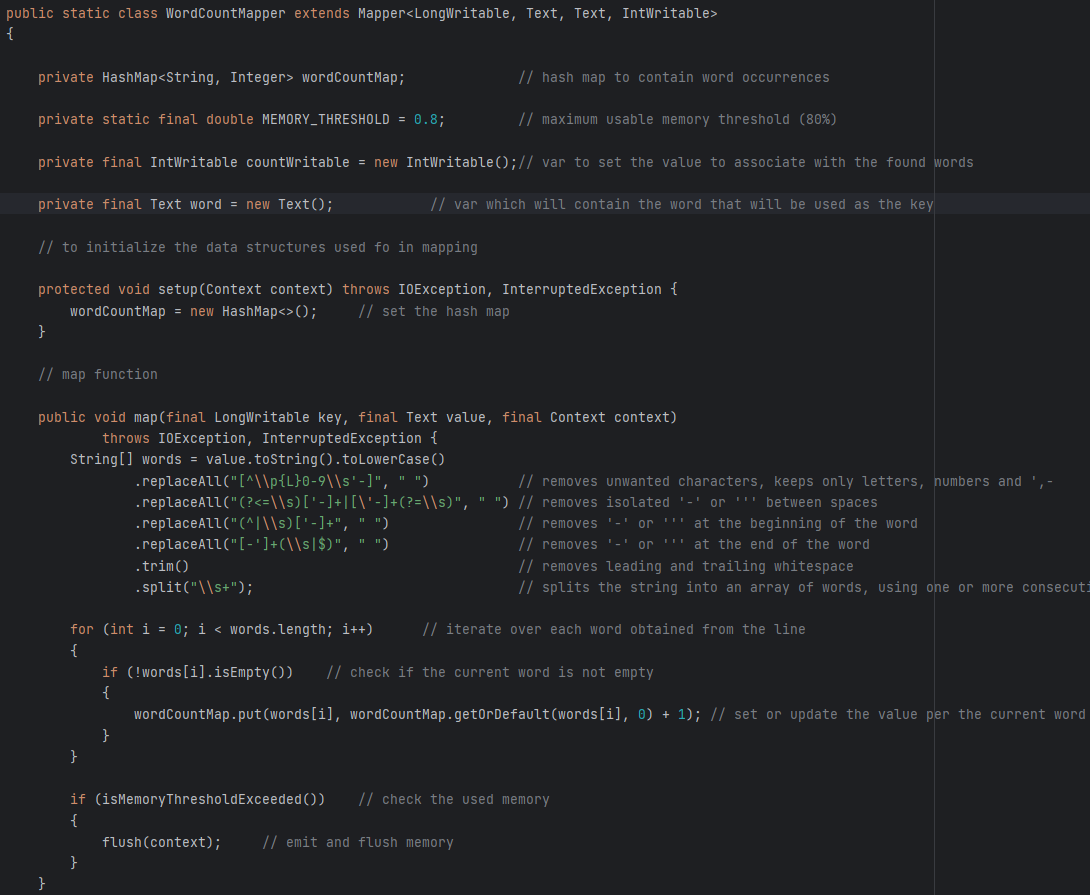 public static class WordCountMapper extends Mapper<LongWritable, Text, Text, IntWritable>
{
private HashMap<String, Integer> wordCountMap; // hash map to contain word occurrences
private static final double MEMORY_THRESHOLD = 0.8; // maximum usable memory threshold (80%)
private final IntWritable countWritable = new IntWritable();// var to set the value to associate with the found words
private final Text word = new Text(); // var which will contain the word that will be used as the key
// to initialize the data structures used fo in mapping
protected void setup(Context context) throws IOException, InterruptedException {
wordCountMap = new HashMap<>(); // set the hash map
}
// map function
public void map(final LongWritable key, final Text value, final Context context)
throws IOException, InterruptedException {
String[] words = value.toString().toLowerCase()
.replaceAll("[^\\p{L}0-9\\s'-]", " ") // removes unwanted characters, keeps only letters, numbers and ',-
.replaceAll("(?<=\\s)['-]+|[\'-]+(?=\\s)", " ") // removes isolated '-' or ''' between spaces
.replaceAll("(^|\\s)['-]+", " ") // removes '-' or ''' at the beginning of the word
.replaceAll("[-']+(\\s|$)", " ") // removes '-' or ''' at the end of the word
.trim() // removes leading and trailing whitespace
.split("\\s+"); // splits the string into an array of words, using one or more
for (int i = 0; i < words.length; i++) // iterate over each word obtained from the line
{
if (!words[i].isEmpty()) // check if the current word is not empty
{
wordCountMap.put(words[i], wordCountMap.getOrDefault(words[i], 0) + 1); // set or update the value per the current word
}
}
if (isMemoryThresholdExceeded()) // check the used memory
{
flush(context); // emit and flush memory
}
}